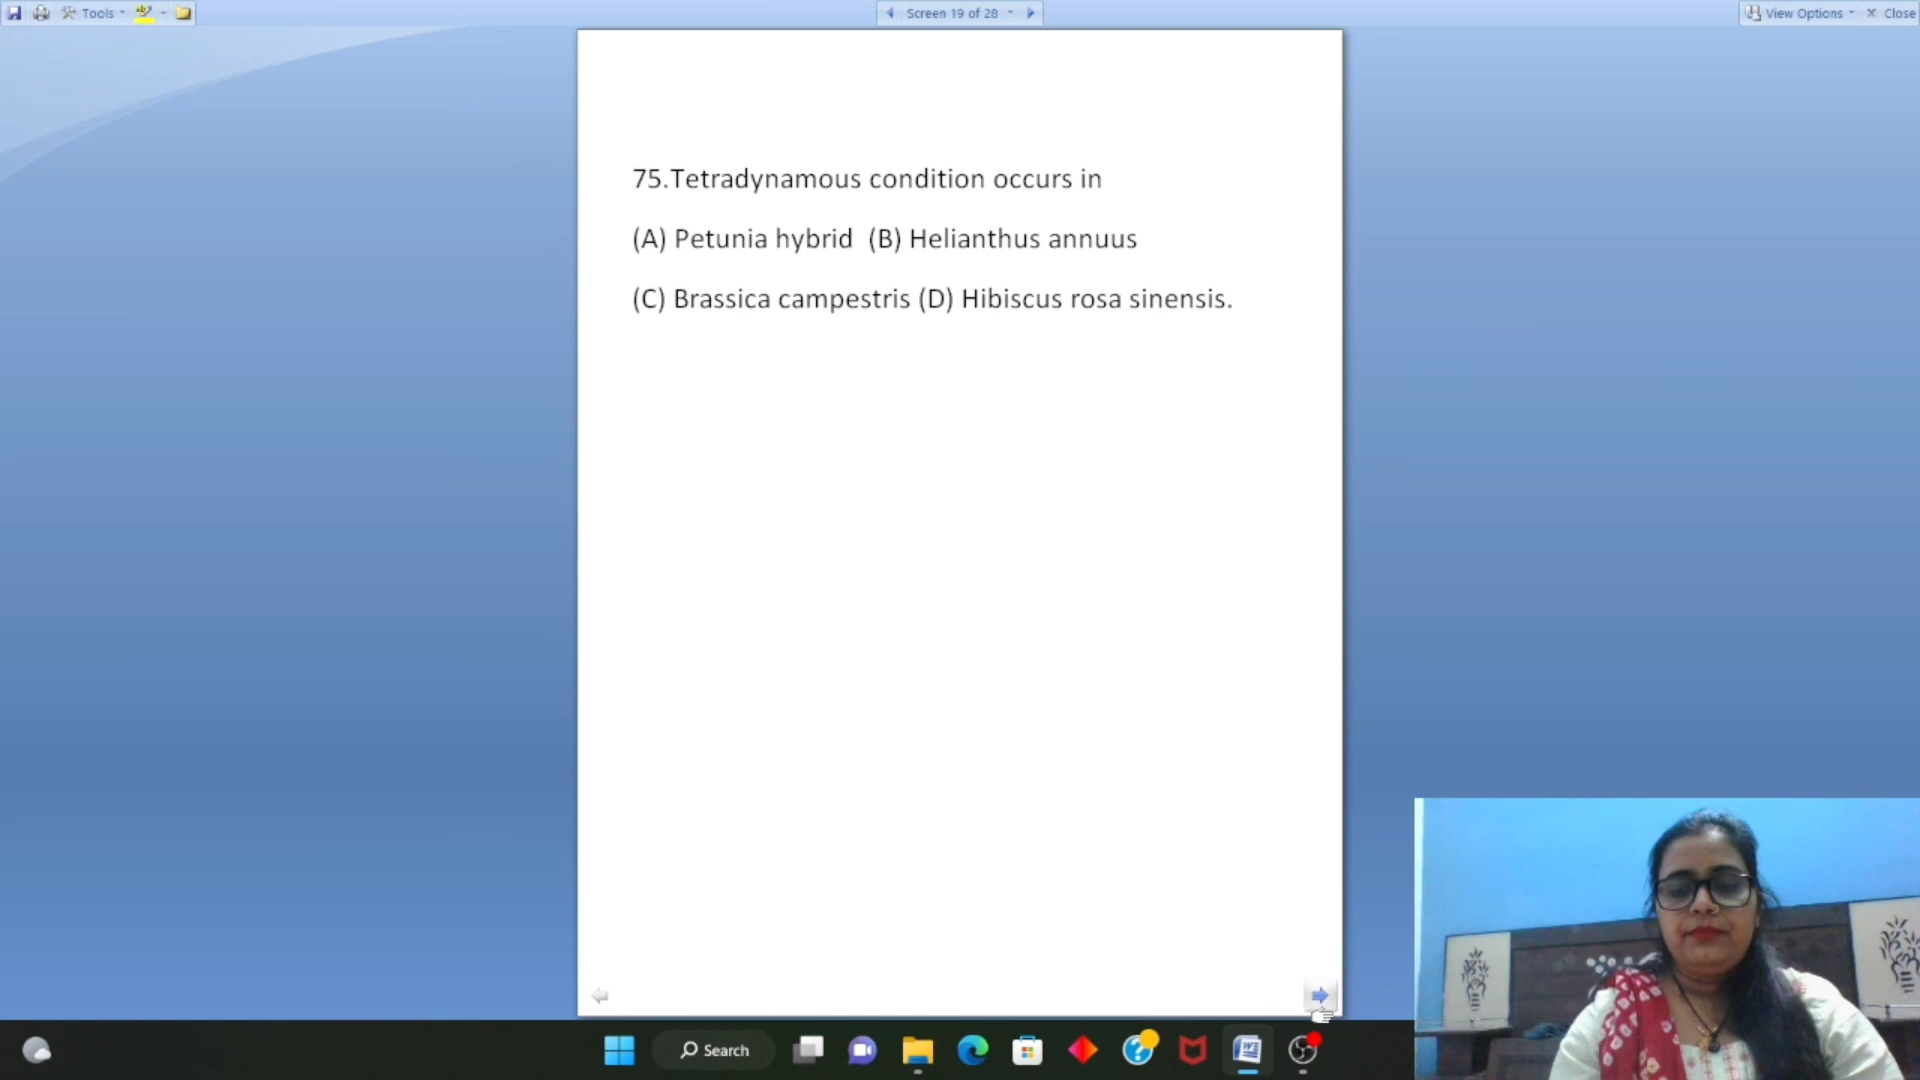 Tools
Screen 19 of 28
View Options
Close
75.Tetradynamous condition occurs in
(A) Petunia hybrid (B) Helianthus annuus
(C) Brassica campestris (D) Hibiscus rosa sinensis.
Search